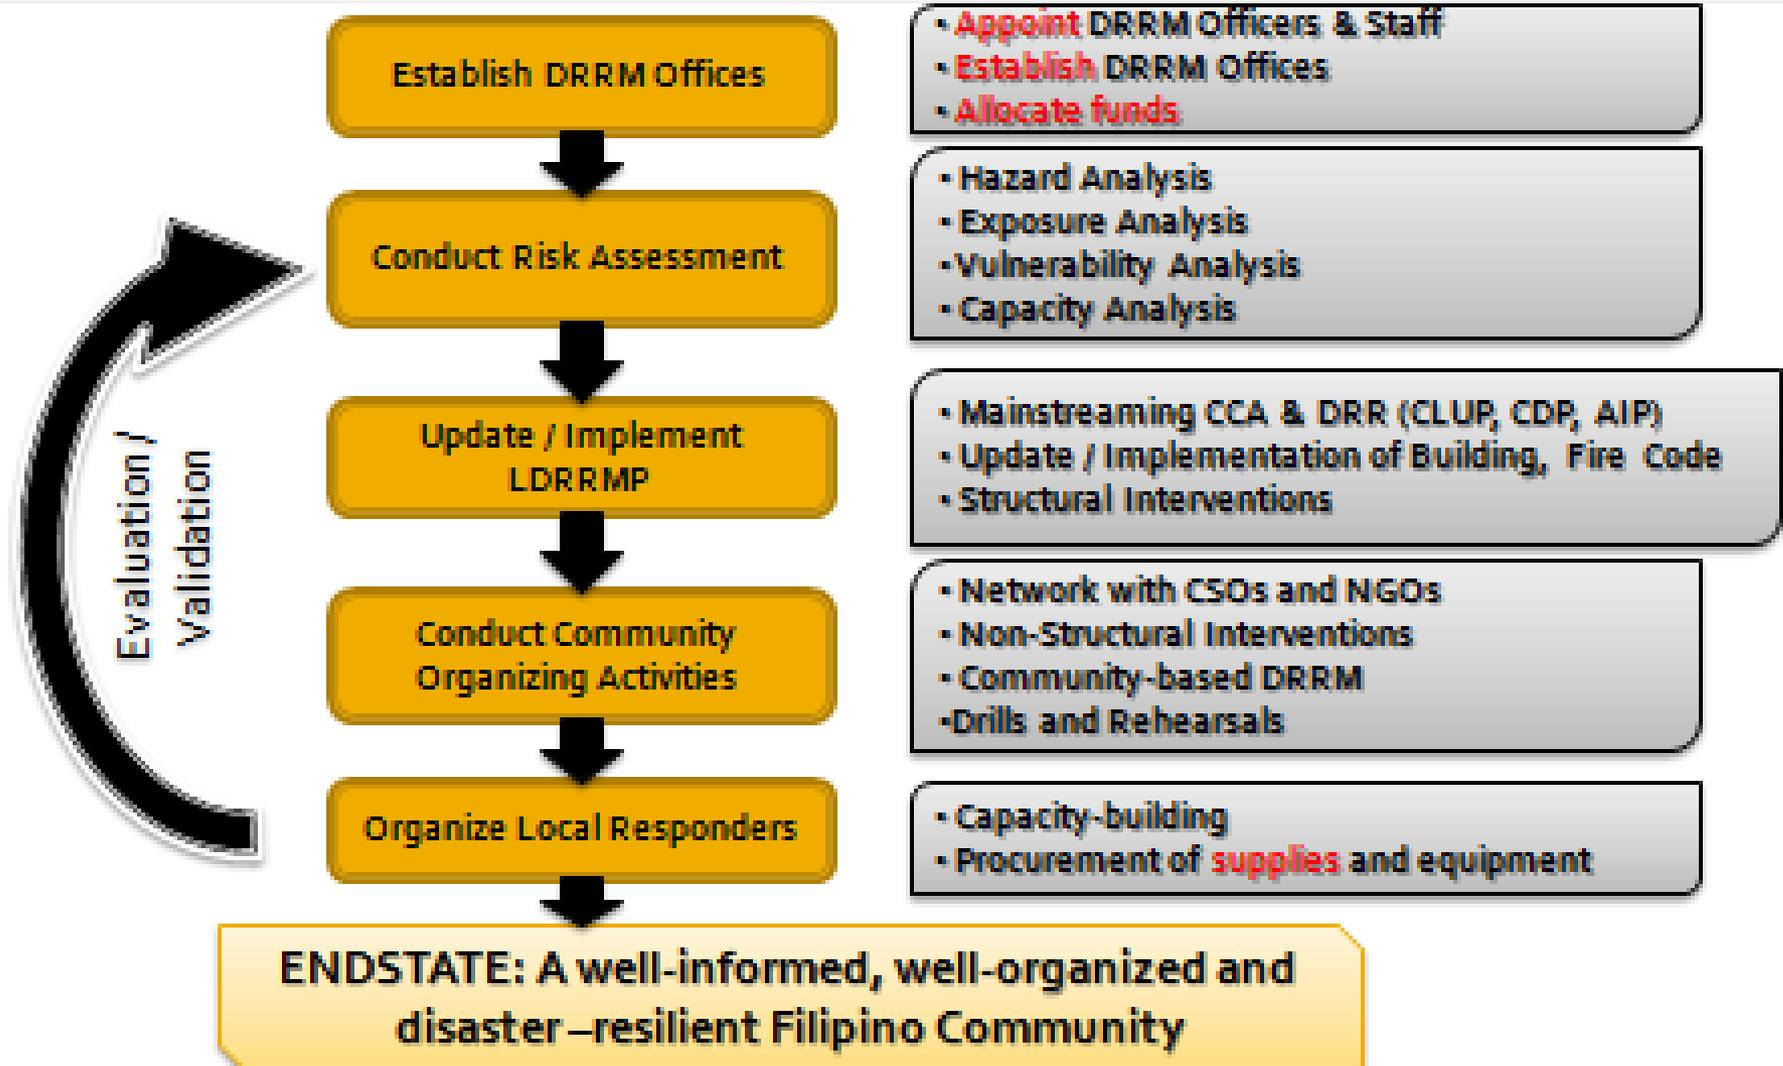 Establish DRRM Offices
• Appoint DRRM Officers & Staff
• Establish DRRM Offices
• Allocate funds
Conduct Risk Assessment
• Hazard Analysis
• Exposure Analysis
• Vulnerability Analysis
• Capacity Analysis
Update / Implement
LDRRMP
• Mainstreaming CCA & DRR (CLUP, CDP, AIP)
• Update / Implementation of Building, Fire Code
• Structural Interventions
Conduct Community
Organizing Activities
• Network with CSOs and NGOs
• Non-Structural Interventions
• Community-based DRRM
•Drills and Rehearsals
Organize Local Responders
• Capacity-building
• Procurement of supplies and equipment
Evaluation /
Validation
ENDSTATE: A well-informed, well-organized and
disaster –resilient Filipino Community